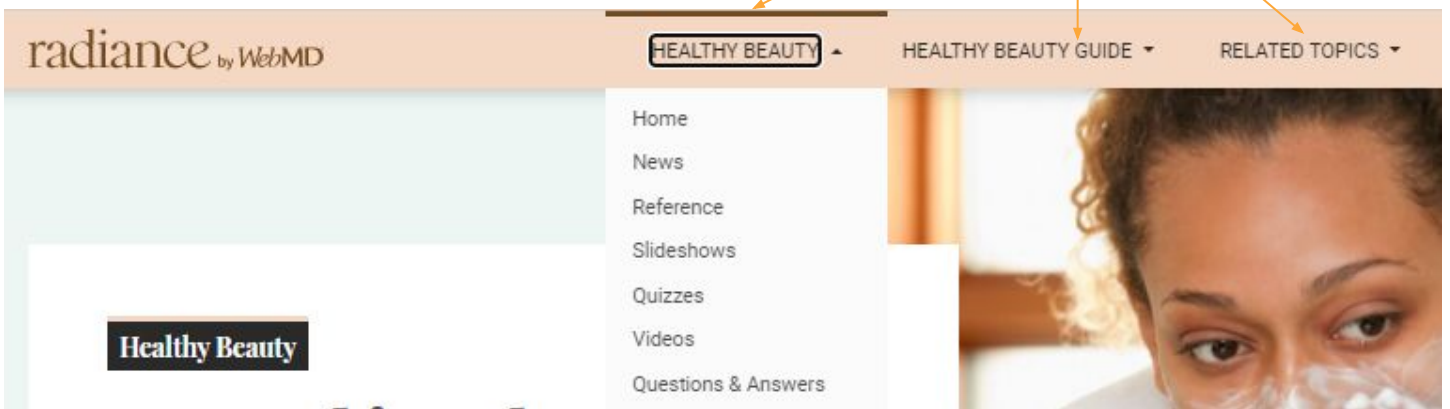 radiance by WebMD
HEALTHY BEAUTY
HEALTHY BEAUTY GUIDE
RELATED TOPICS
Home
News
Reference
Slideshows
Quizzes
Videos
Questions & Answers
Healthy Beauty